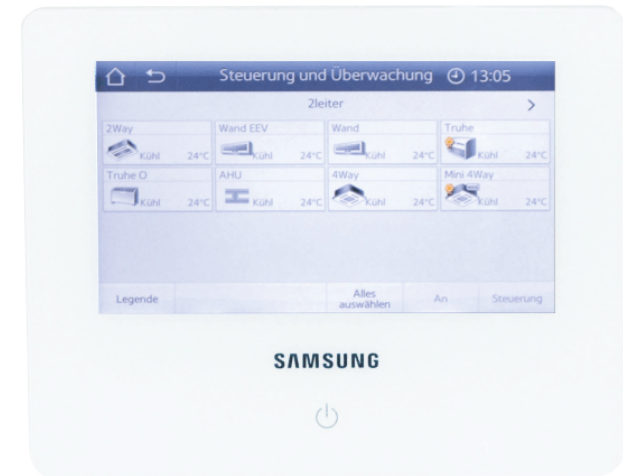 Steuerung und Überwachung 13:05
2leiter >
2Way Wand EEV Wand Truhe
Kühl 24°C Kühl 24°C Kühl 24°C Kühl 24°C
Truhe O AHU 4Way Mini 4Way
Kühl 24°C Kühl 24°C Kühl 24°C Kühl 24°C
Legende Alles auswählen An Steuerung
SAMSUNG